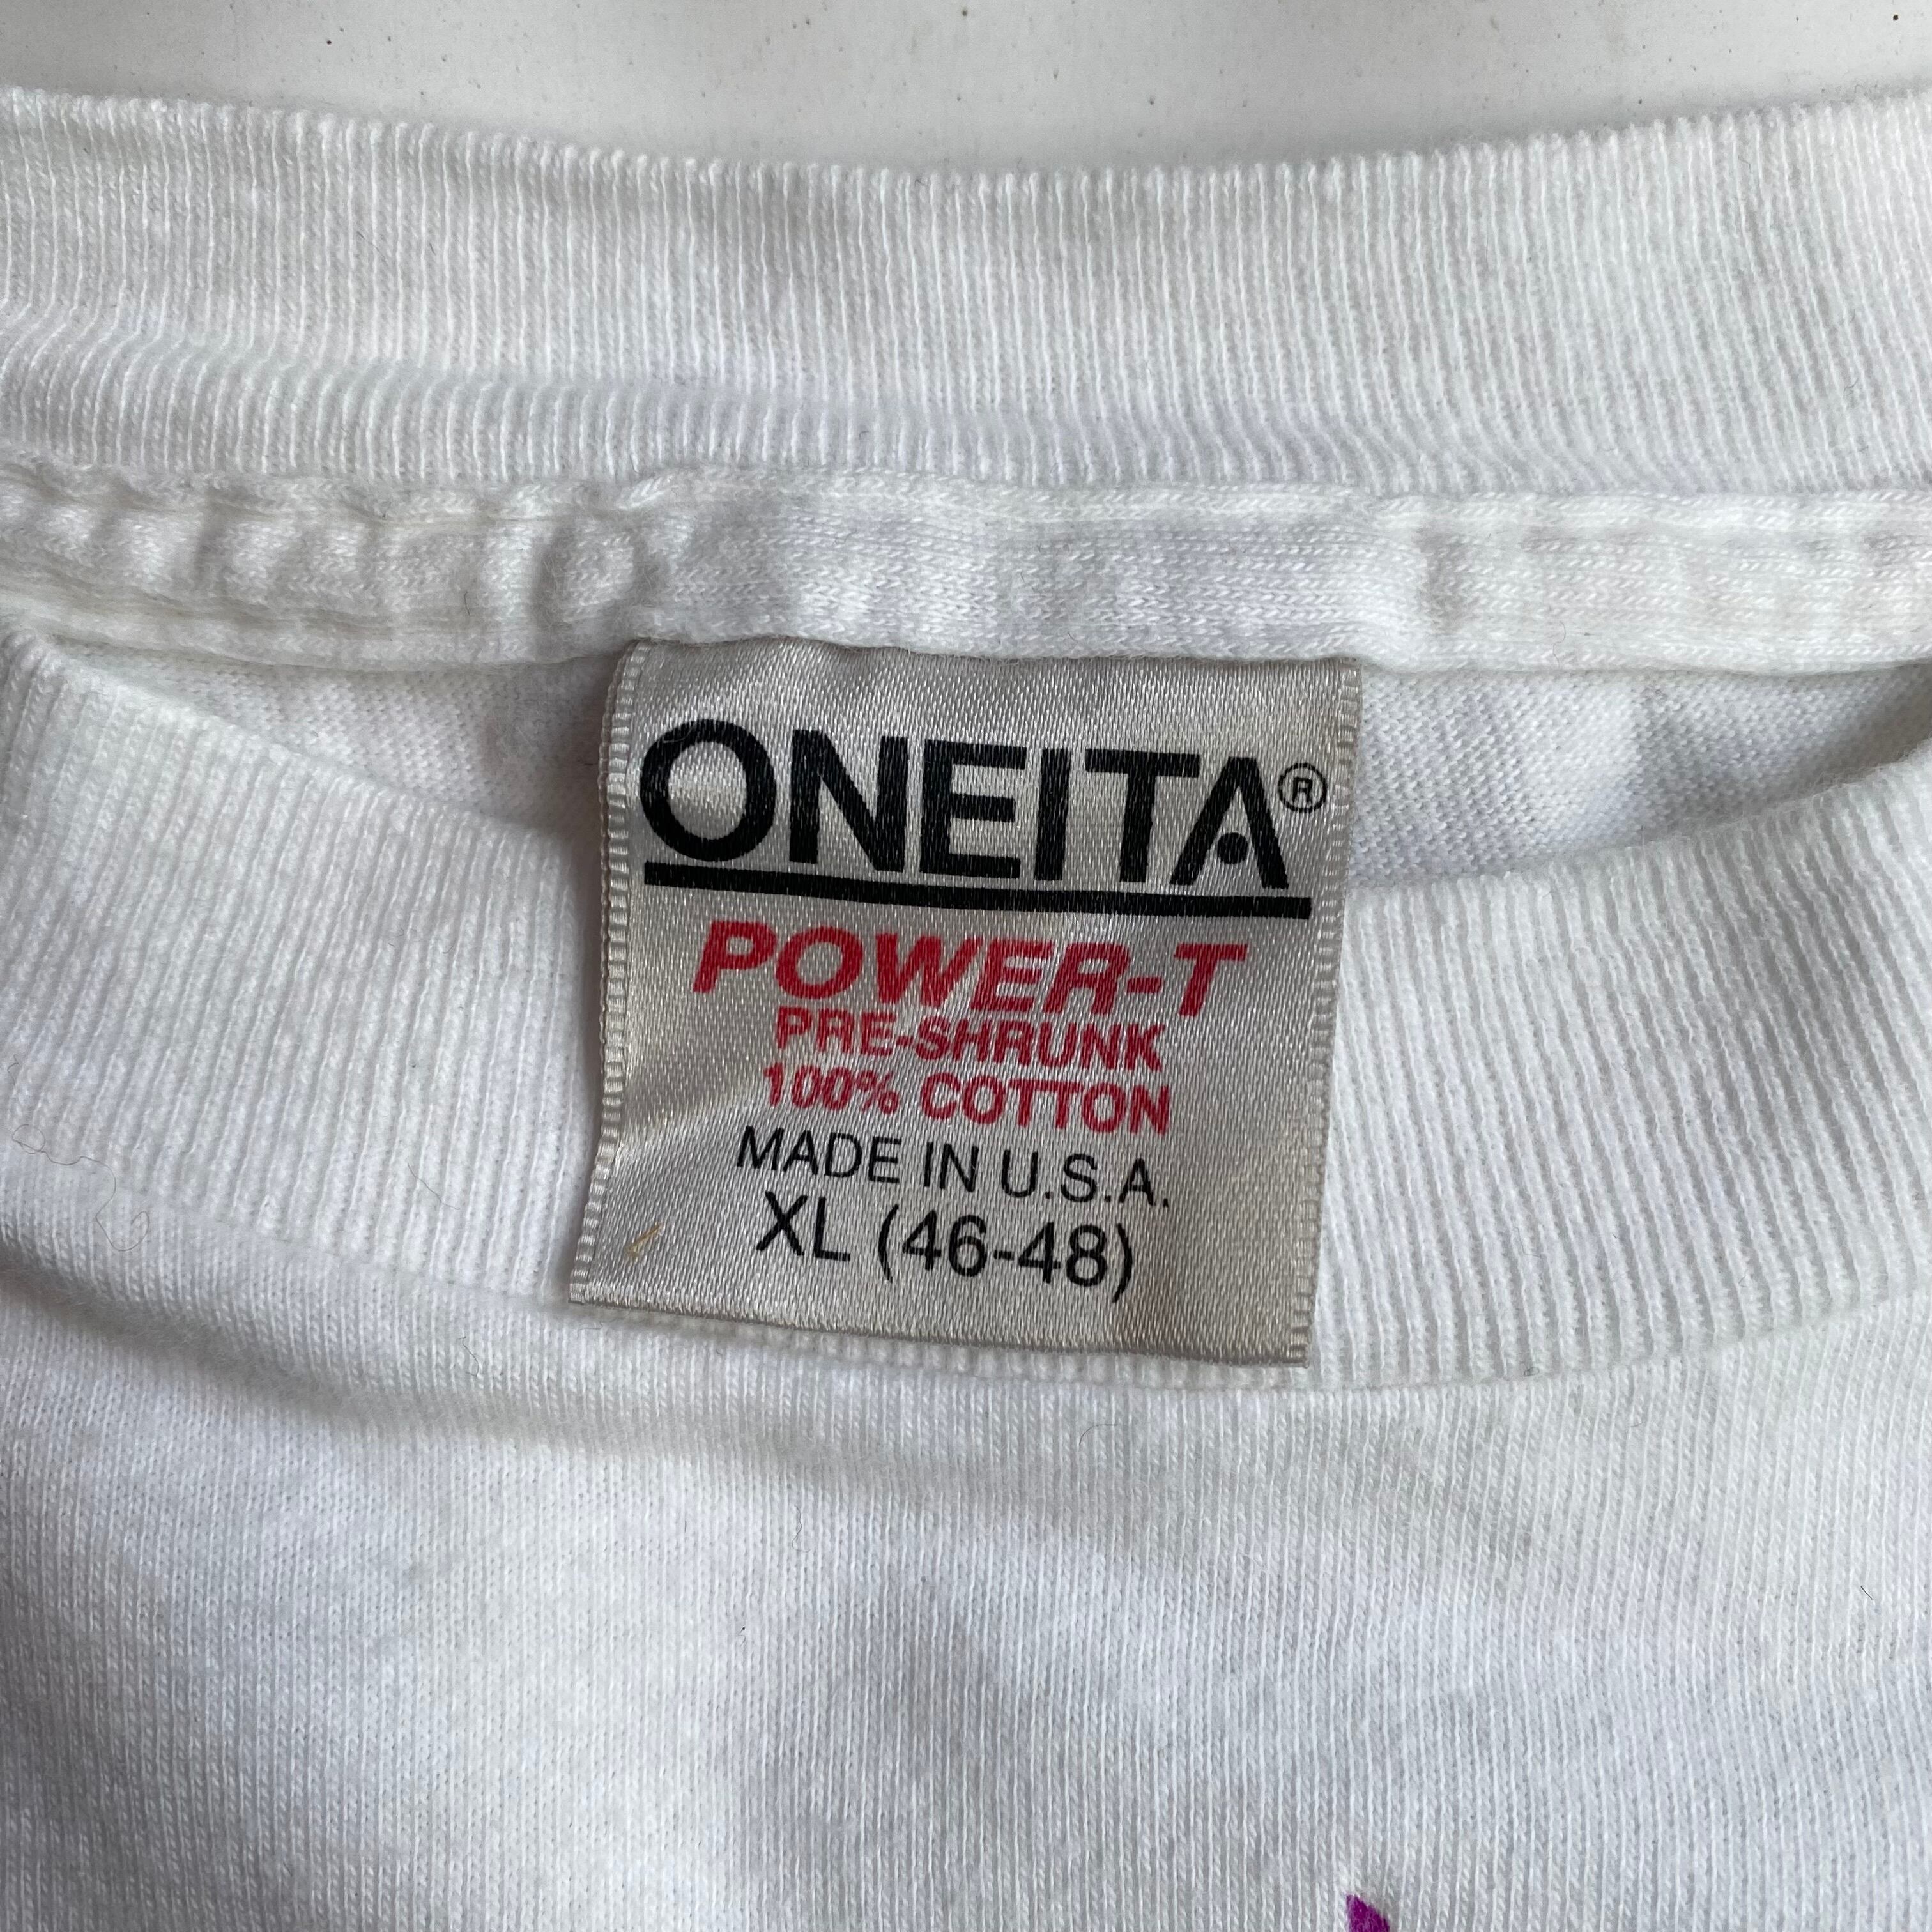 ONEITA®
POWER-T
PRE-SHRUNK
100% COTTON
MADE IN U.S.A.
XL (46-48)